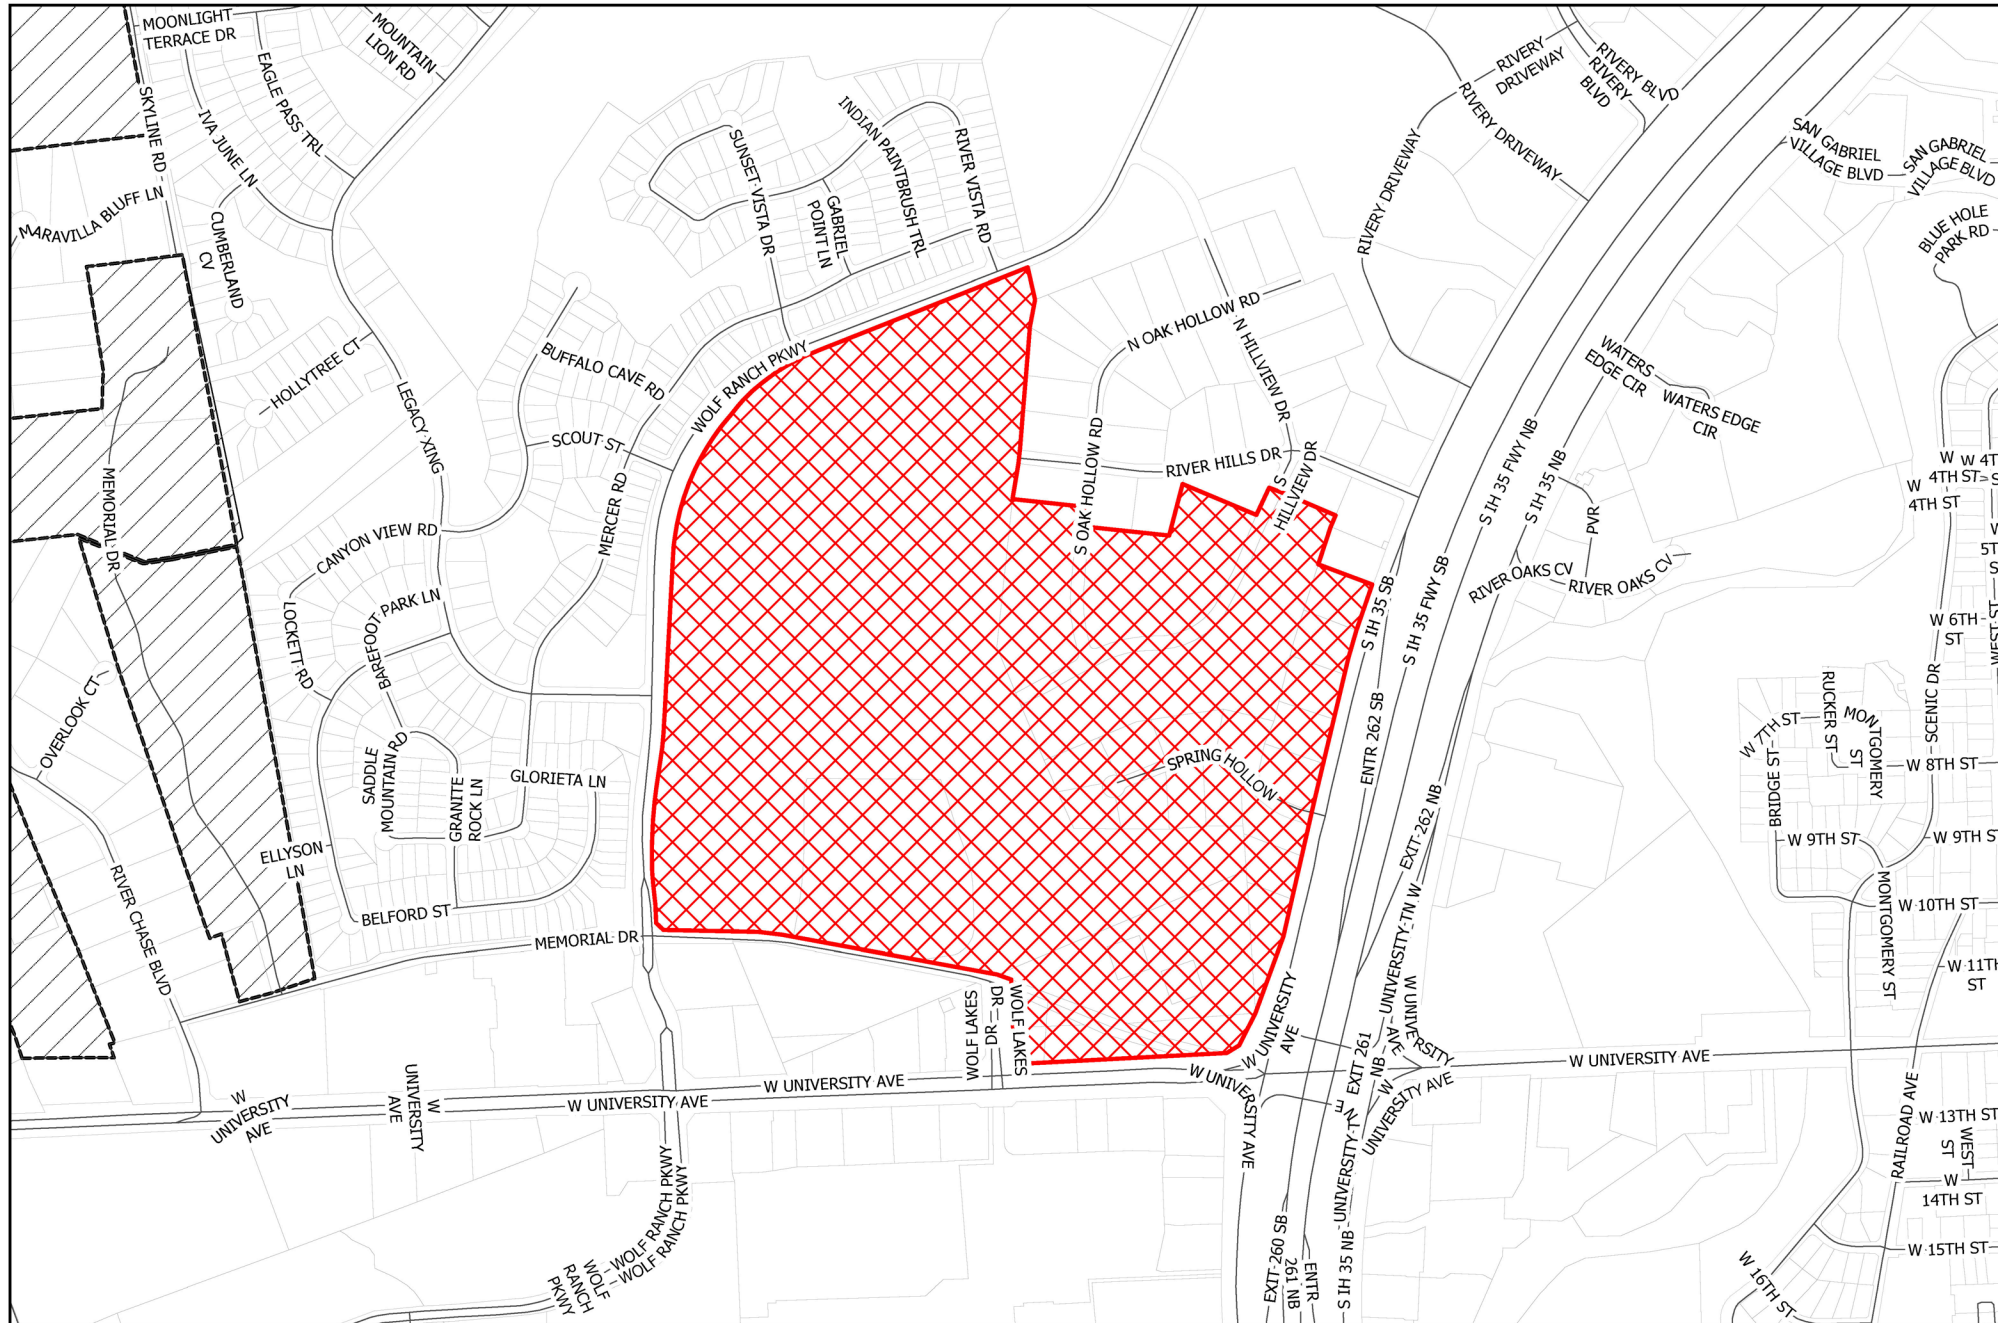 MOONLIGHT
TERRACE DR
MOUNTAIN
LION RD
EAGLE PASS TRL
SKYLINE RD
IVA JUNE LN
MARAVILLA BLUFF LN
CUMBERLAND
CV
HOLLYTREE CT
LEGACY XING
MEMORIAL DR
SUNSET VISTA DR
INDIAN PAINTBRUSH TRL
GABRIEL
POINT LN
RIVER VISTA RD
BUFFALO CAVE RD
WOLF RANCH PKWY
SCOUT ST
MERCER RD
CANYON VIEW RD
BAREFOOT PARK LN
LOCKETT RD
OVERLOOK CT
SADDLE
MOUNTAIN RD
GRANITE
ROCK LN
GLORIETA LN
ELLYSON
LN
BELFORD ST
RIVER CHASE BLVD
MEMORIAL DR
RIVERY
DRIVEWAY
RIVERY BLVD
RIVERY
BLVD
RIVERY DRIVEWAY
RIVERY DRIVEWAY
SAN GABRIEL
VILLAGE BLVD
SAN GABRIEL
VILLAGE BLVD
BLUE HOLE
PARK RD
N OAK HOLLOW RD
N HILLVIEW DR
S OAK HOLLOW RD
RIVER HILLS DR
S
HILLVIEW DR
WATERS
EDGE CIR
WATERS EDGE
CIR
S IH 35 FWY NB
S IH 35 NB
PVR
RIVER OAKS CV
RIVER OAKS CV
S IH 35 SB
S IH 35 FWY SB
ENTR 262 SB
SPRING HOLLOW
EXIT 262 NB
W
4TH ST
W 4T
S
W
4TH ST
W
5T
S
W 6TH
ST
WEST ST
SCENIC DR
RUCKER ST
MONTGOMERY
ST
W 7TH ST
BRIDGE ST
W 8TH ST
W 9TH ST
W 9TH ST
W 10TH ST
MONTGOMERY ST
W 11TH
ST
WOLF LAKES
DR
DR
WOLF LAKES
W UNIVERSITY
AVE
UNIVERSITY TN W
W UNIVERSITY
AVE
EXIT 261
NB
W UNIVERSITY AVE
W UNIVERSITY AVE
W UNIVERSITY AVE
W UNIVERSITY AVE
W
UNIVERSITY AVE
W
UNIVERSITY
AVE
W
UNIVERSITY
AVE
UNIVERSITY TN E
WOLF RANCH PKWY
WOLF RANCH PKWY
WOLF
RANCH
PKWY
EXIT 260 SB
ENTR
261 NB
S IH 35 NB
RAILROAD AVE
W 13TH ST
WEST
ST
W
14TH ST
W 15TH ST
W 16TH ST